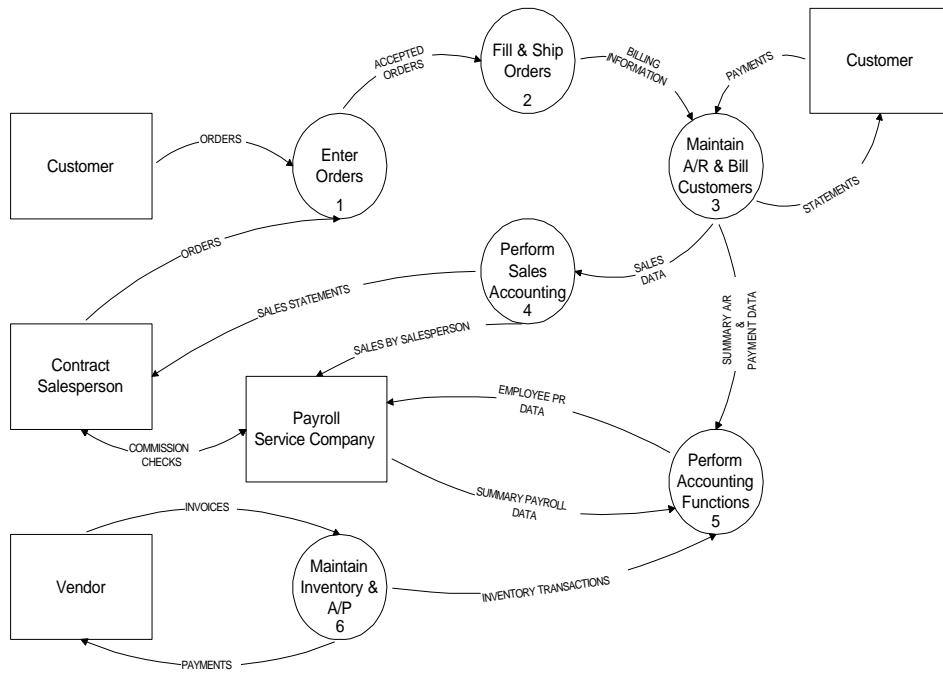 Fill & Ship
Orders
2
Customer
ACCEPTED
ORDERS
BILLING
INFORMATION
PAYMENTS
Customer
ORDERS
Enter
Orders
1
Maintain
A/R & Bill
Customers
3
STATEMENTS
ORDERS
Perform
Sales
Accounting
4
SALES
DATA
SALES STATEMENTS
SALES BY SALESPERSON
SUMMARY A/R
&
PAYMENT DATA
Contract
Salesperson
Payroll
Service Company
EMPLOYEE PR
DATA
COMMISSION
CHECKS
SUMMARY PAYROLL
DATA
Perform
Accounting
Functions
5
INVOICES
Vendor
Maintain
Inventory &
A/P
6
INVENTORY TRANSACTIONS
PAYMENTS